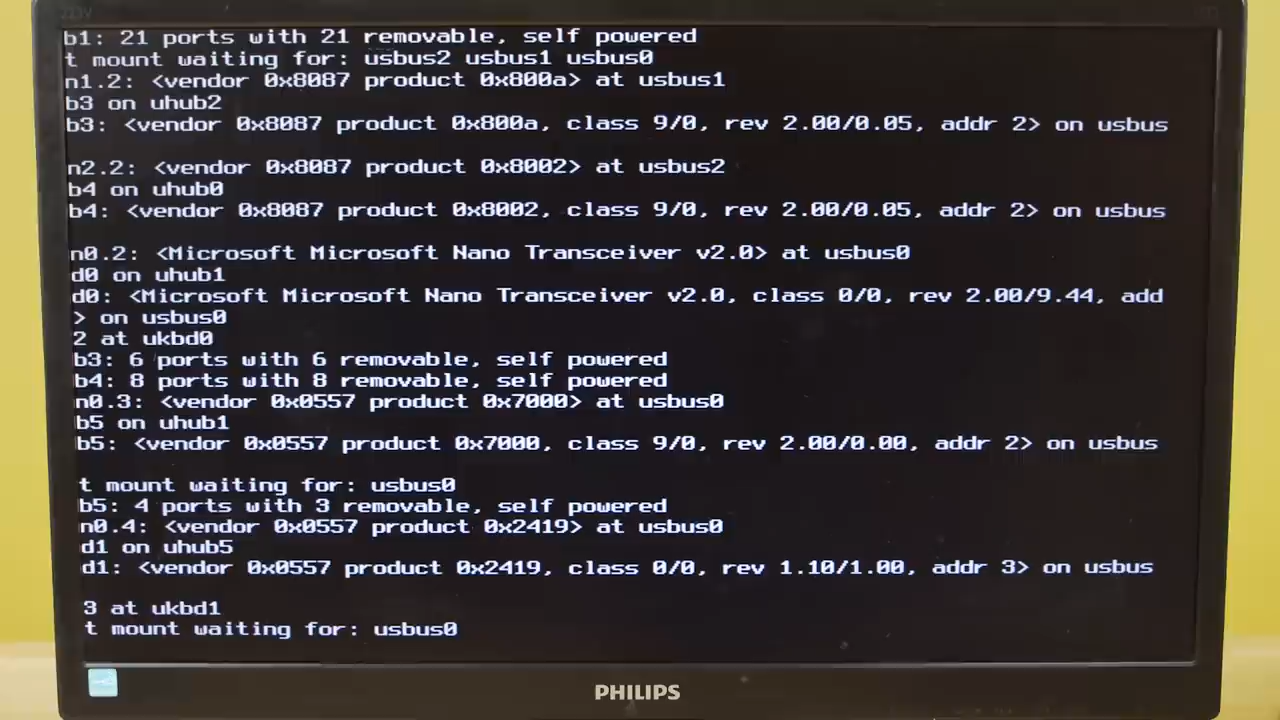 223V
b1: 21 ports with 21 removable, self powered
t mount waiting for: usbus2 usbus1 usbus0
n1.2: <vendor 0x8087 product 0x800a> at usbus1
b3 on uhub2
b3: <vendor 0x8087 product 0x800a, class 9/0, rev 2.00/0.05, addr 2> on usbus
n2.2: <vendor 0x8087 product 0x8002> at usbus2
b4 on uhub0
b4: <vendor 0x8087 product 0x8002, class 9/0, rev 2.00/0.05, addr 2> on usbus
n0.2: <Microsoft Microsoft Nano Transceiver v2.0> at usbus0
d0 on uhub1
d0: <Microsoft Microsoft Nano Transceiver v2.0, class 0/0, rev 2.00/9.44, add
> on usbus0
2 at ukbd0
b3: 6 ports with 6 removable, self powered
b4: 8 ports with 8 removable, self powered
n0.3: <vendor 0x0557 product 0x7000> at usbus0
b5 on uhub1
b5: <vendor 0x0557 product 0x7000, class 9/0, rev 2.00/0.00, addr 2> on usbus
t mount waiting for: usbus0
b5: 4 ports with 3 removable, self powered
n0.4: <vendor 0x0557 product 0x2419> at usbus0
d1 on uhub5
d1: <vendor 0x0557 product 0x2419, class 0/0, rev 1.10/1.00, addr 3> on usbus
3 at ukbd1
t mount waiting for: usbus0
PHILIPS